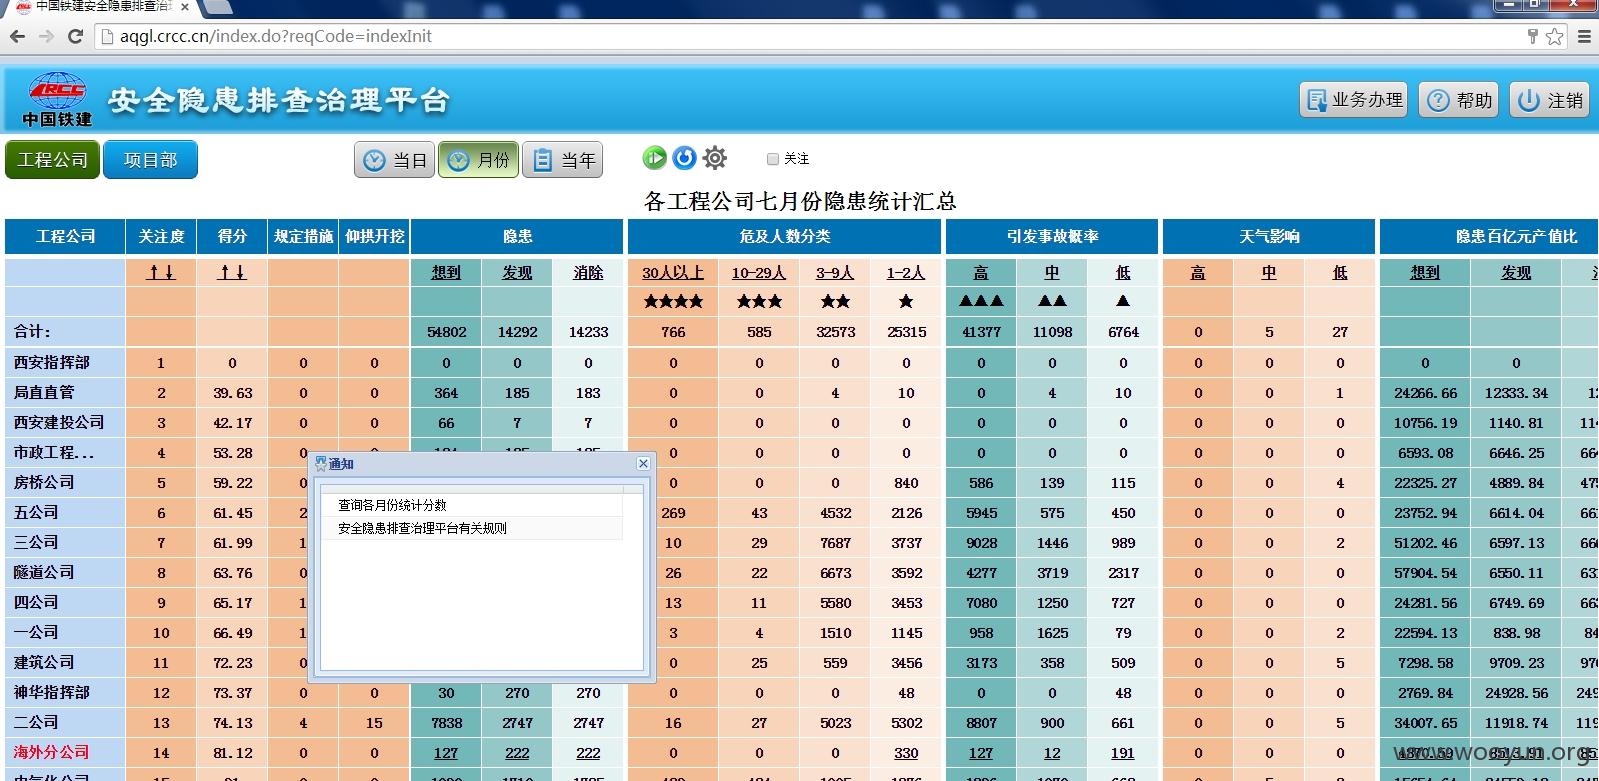 中国铁建安全隐患排查治
aqgl.crcc.cn/index.do?reqCode=indexInit
CRCC
中国铁建
安全隐患排查治理平台
业务办理 帮助 注销
工程公司 项目部 当日 月份 当年 关注
各工程公司七月份隐患统计汇总
工程公司 关注度 得分 规定措施 仰拱开挖 隐患 危及人数分类 引发事故概率 天气影响 隐患百亿元产值比
↑↓ ↑↓ 想到 发现 消除 30人以上 10-29人 3-9人 1-2人 高 中 低 高 中 低 想到 发现
★★★★ ★★★ ★★ ★ ▲▲▲ ▲▲ ▲
合计: 54802 14292 14233 766 585 32573 25315 41377 11098 6764 0 5 27
西安指挥部 1 0 0 0 0 0 0 0 0 0 0 0 0 0 0 0 0 0 0
局直直管 2 39.63 0 0 364 185 183 0 0 4 10 0 4 10 0 0 1 24266.66 12333.34
西安建投公司 3 42.17 0 0 66 7 7 0 0 0 0 0 0 0 0 0 0 10756.19 1140.81
市政工程... 4 53.28 0 0 0 0 0 0 0 0 0 0 0 6593.08 6646.25
房桥公司 5 59.22 0 0 0 0 840 586 139 115 0 0 4 22325.27 4889.84
五公司 6 61.45 2 269 43 4532 2126 5945 575 450 0 0 0 23752.94 6614.04
三公司 7 61.99 1 10 29 7687 3737 9028 1446 989 0 0 2 51202.46 6597.13
隧道公司 8 63.76 0 26 22 6673 3592 4277 3719 2317 0 0 0 57904.54 6550.11
四公司 9 65.17 1 13 11 5580 3453 7080 1250 727 0 0 0 24281.56 6749.69
一公司 10 66.49 1 3 4 1510 1145 958 1625 79 0 0 2 22594.13 838.98
建筑公司 11 72.23 0 0 25 559 3456 3173 358 509 0 0 5 7298.58 9709.23
神华指挥部 12 73.37 0 0 30 270 270 0 0 0 48 0 0 48 0 0 0 2769.84 24928.56
二公司 13 74.13 4 15 7838 2747 2747 16 27 5023 5302 8807 900 661 0 0 5 34007.65 11918.74
海外分公司 14 81.12 0 0 127 222 222 0 0 0 330 127 12 191 0 0 0
通知
查询各月份统计分数
安全隐患排查治理平台有关规则
www.wooyun.org